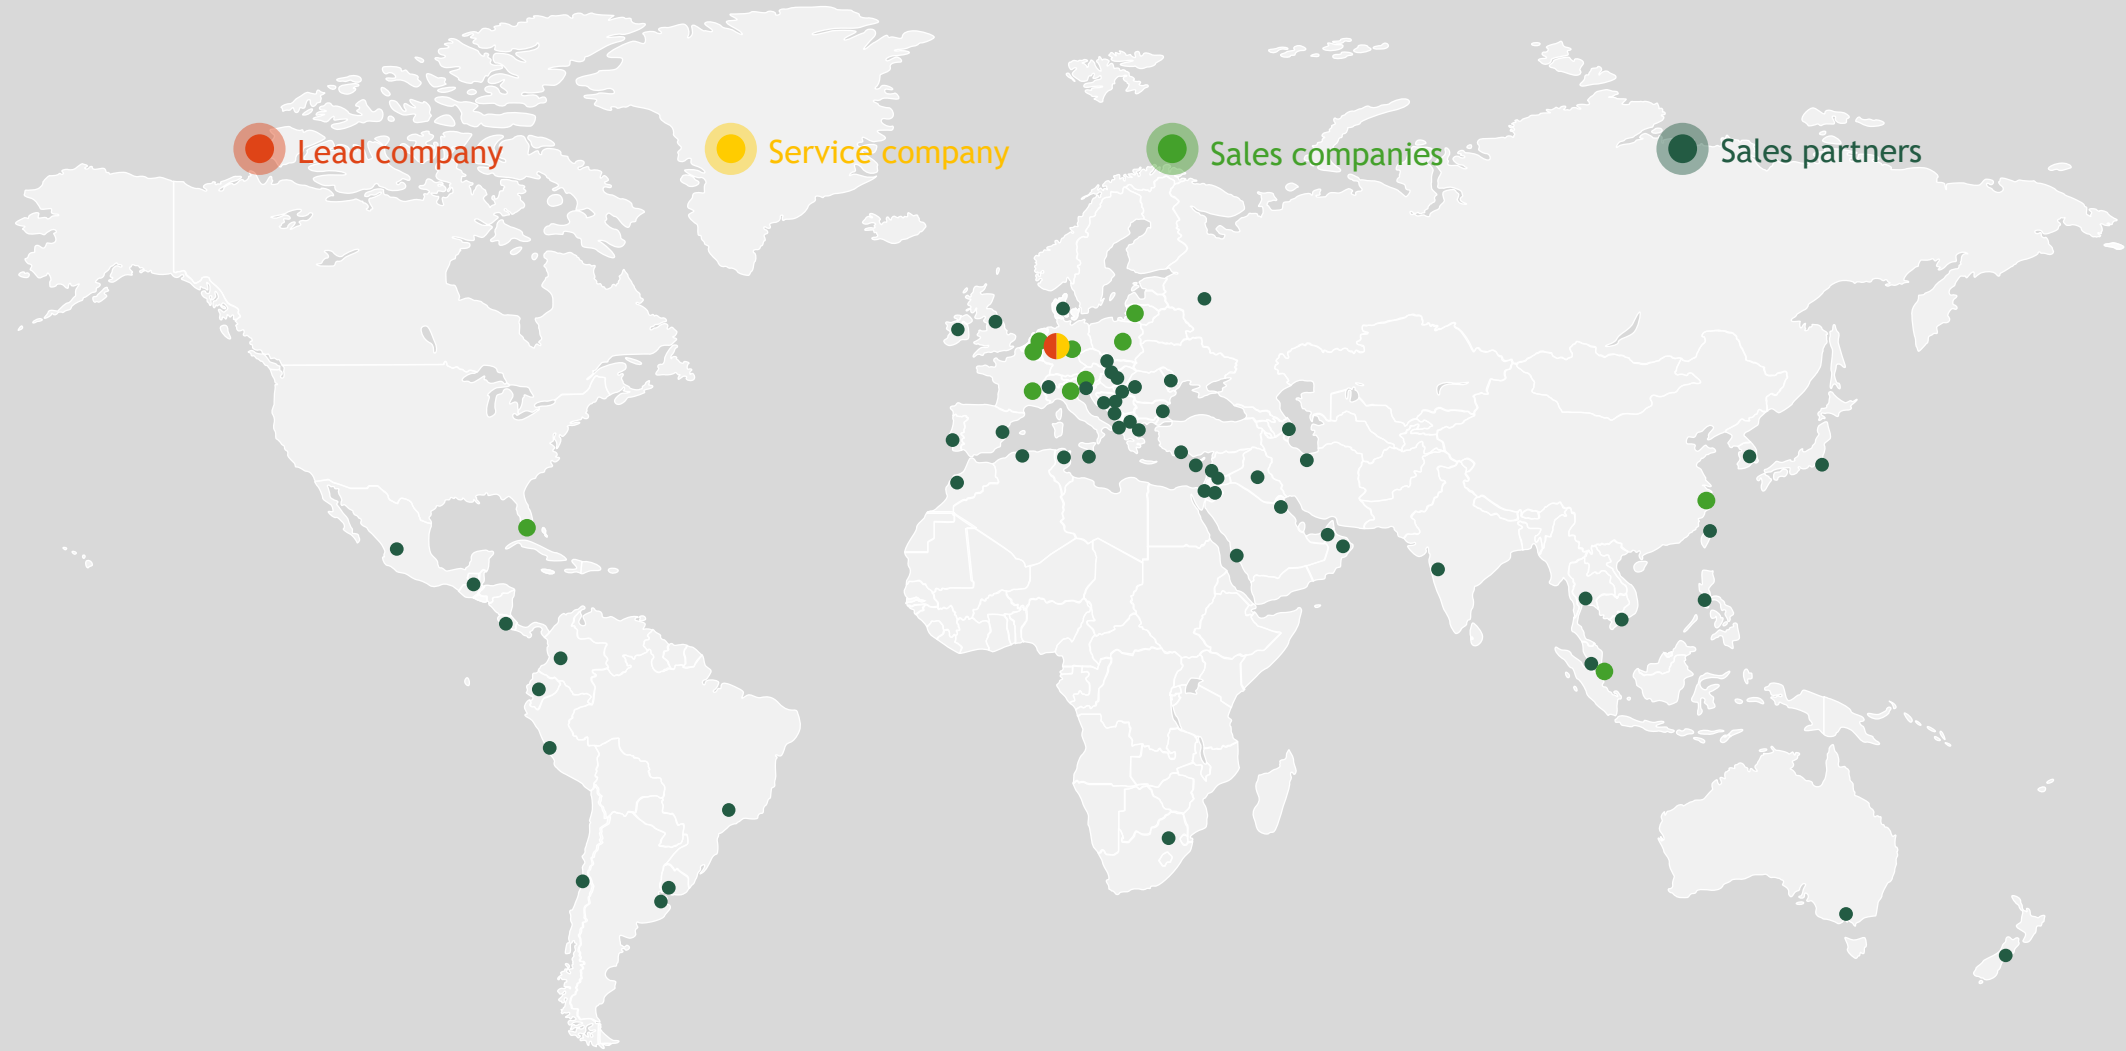 Lead company
Service company
Sales companies
Sales partners